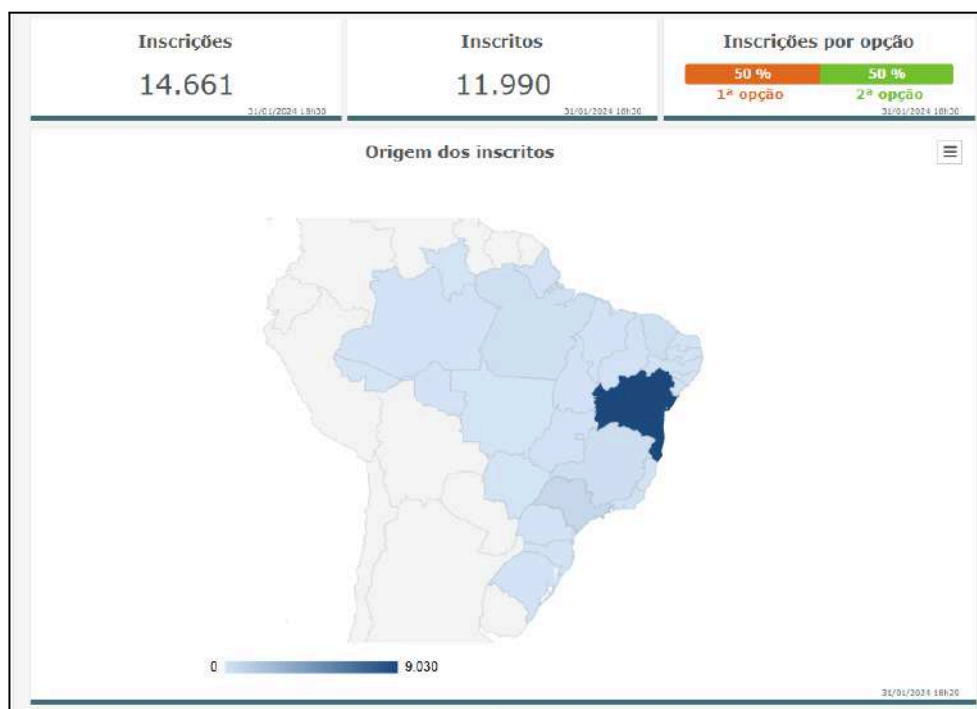 Inscrições
14.661
31/01/2024 18h30
Inscritos
11.990
31/01/2024 18h30
Inscrições por opção
50 % 50 %
1ª opção 2ª opção
31/01/2024 18h30
Origem dos inscritos
0 9.030
31/01/2024 18h30